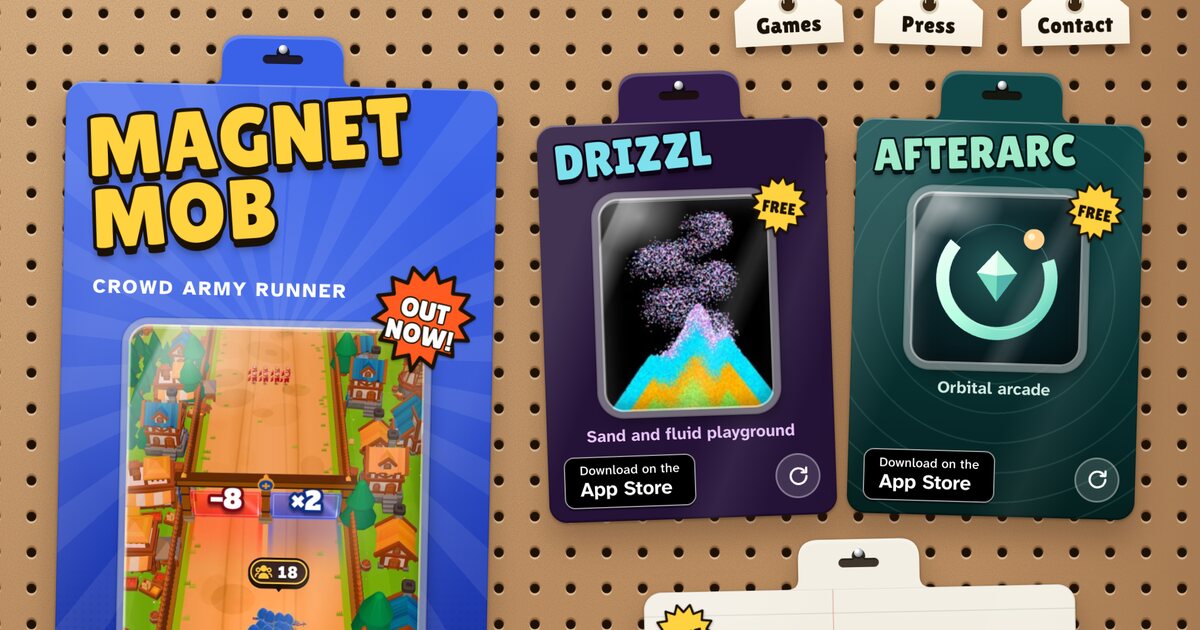 Games
Press
Contact
MAGNET
MOB
CROWD ARMY RUNNER
OUT
NOW!
-8
×2
18
DRIZZL
FREE
Sand and fluid playground
Download on the
App Store
AFTERARC
FREE
Orbital arcade
Download on the
App Store